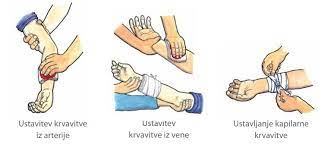 Ustavitev krvavitve
iz arterije
Ustavitev
krvavitve iz vene
Ustavljanje kapilarne
krvavitve